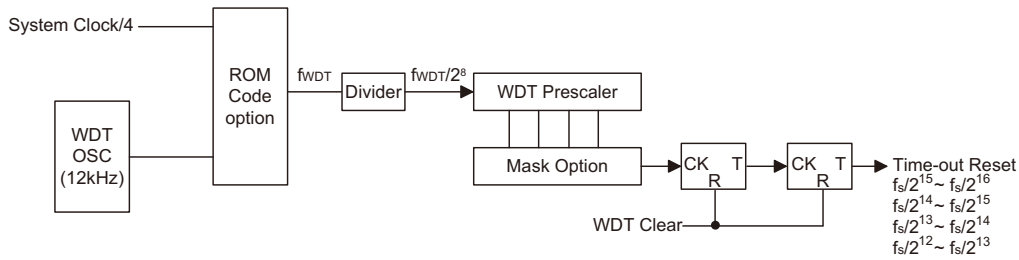 System Clock/4
ROM
Code
option
WDT
OSC
(12kHz)
fWDT
Divider
fWDT/2⁸
WDT Prescaler
Mask Option
CK T
R
CK T
R
WDT Clear
Time-out Reset
fs/2¹⁵~ fs/2¹⁶
fs/2¹⁴~ fs/2¹⁵
fs/2¹³~ fs/2¹⁴
fs/2¹²~ fs/2¹³